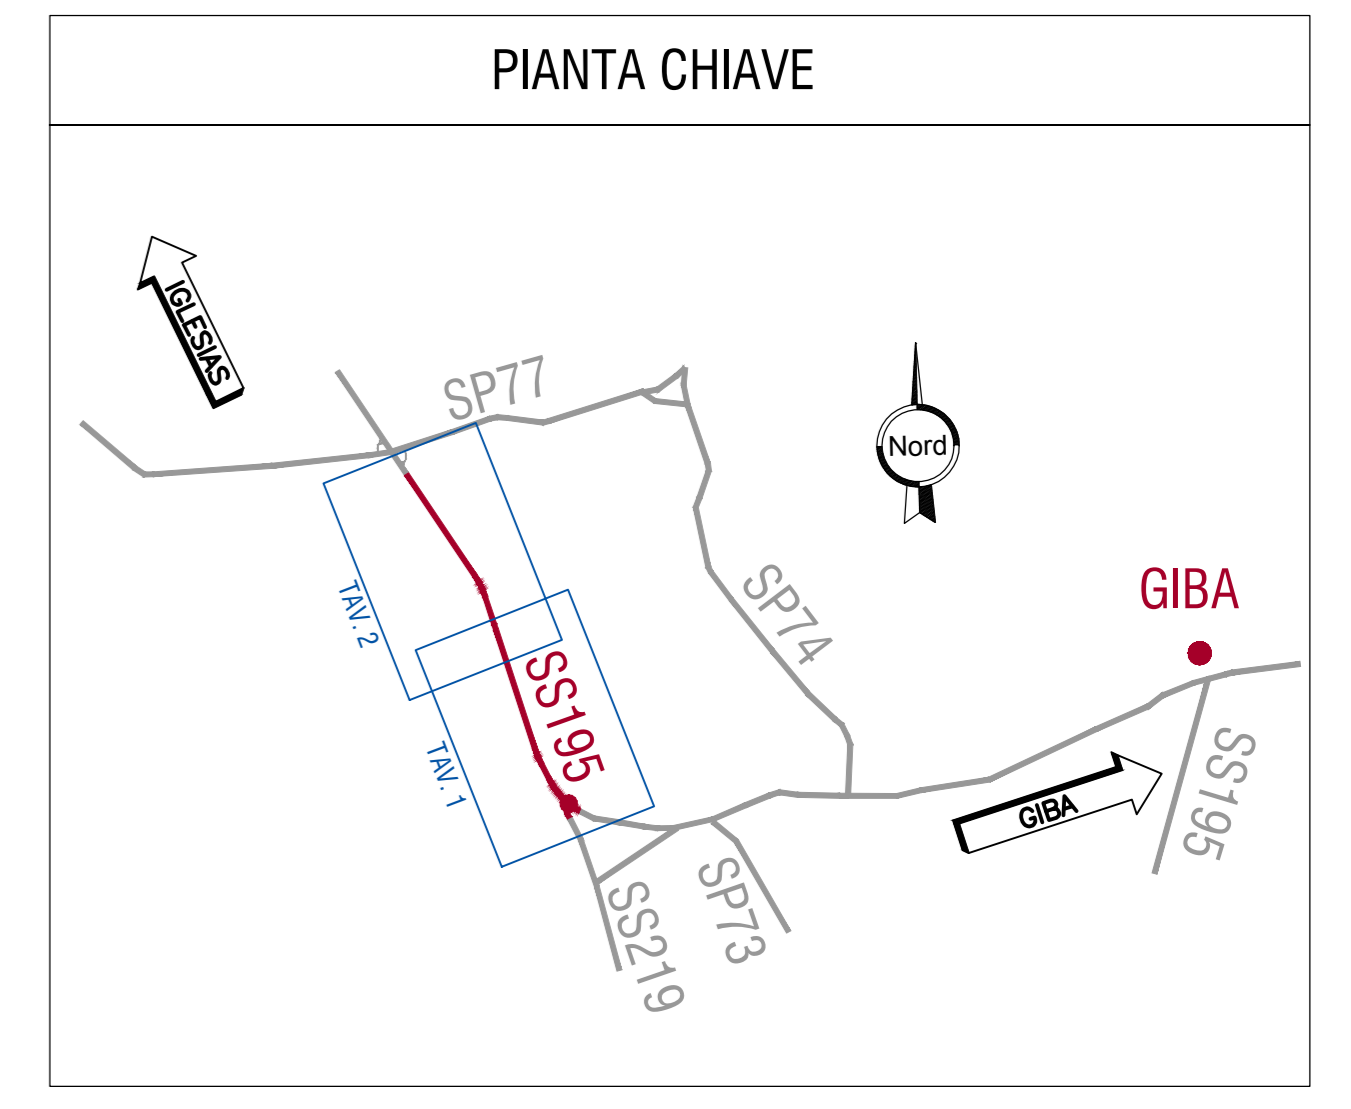 PIANTA CHIAVE
IGLESIAS
SP77
Nord
SP74
GIBA
TAV. 2
SS195
TAV. 1
GIBA
SS195
SP73
SS219